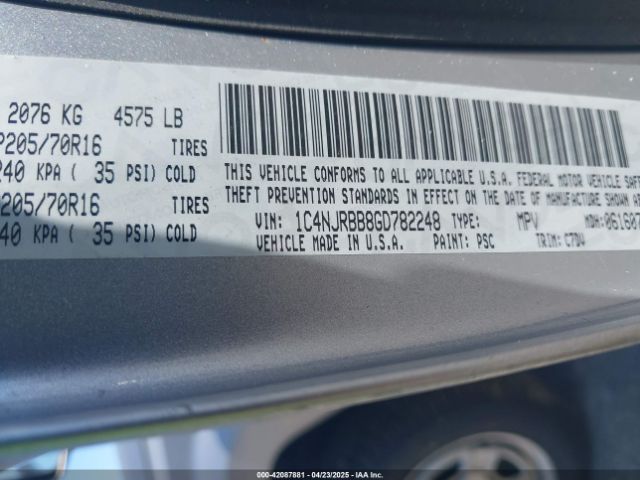 2076 KG 4575 LB
P205/70R16 TIRES
240 KPA ( 35 PSI) COLD
P205/70R16 TIRES
240 KPA ( 35 PSI) COLD
THIS VEHICLE CONFORMS TO ALL APPLICABLE U.S.A. FEDERAL MOTOR VEHICLE SAFE
THEFT PREVENTION STANDARDS IN EFFECT ON THE DATE OF MANUFACTURE SHOWN AB
VIN: 1C4NJRBB8GD782248 TYPE: MPV MDH: 061607
VEHICLE MADE IN U.S.A. PAINT: PSC TRIM: C7DV
000-42087881 - 04/23/2025 - IAA Inc.